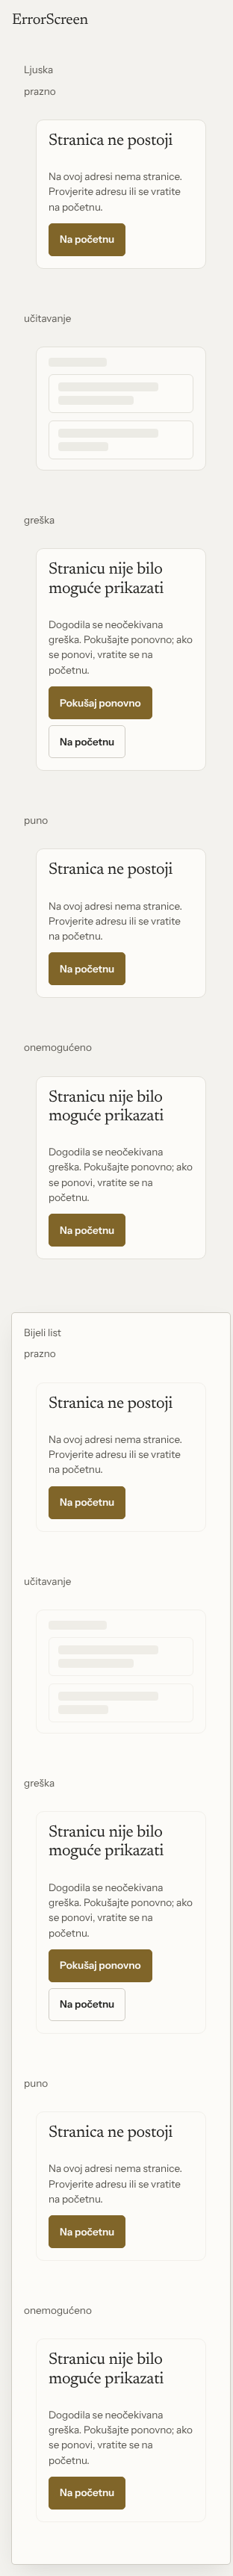 ErrorScreen
Ljuska
prazno
Stranica ne postoji
Na ovoj adresi nema stranice.
Provjerite adresu ili se vratite
na početnu.
Na početnu
učitavanje
greška
Stranicu nije bilo
moguće prikazati
Dogodila se neočekivana
greška. Pokušajte ponovno; ako
se ponovi, vratite se na
početnu.
Pokušaj ponovno
Na početnu
puno
Stranica ne postoji
Na ovoj adresi nema stranice.
Provjerite adresu ili se vratite
na početnu.
Na početnu
onemogućeno
Stranicu nije bilo
moguće prikazati
Dogodila se neočekivana
greška. Pokušajte ponovno; ako
se ponovi, vratite se na
početnu.
Na početnu
Bijeli list
prazno
Stranica ne postoji
Na ovoj adresi nema stranice.
Provjerite adresu ili se vratite
na početnu.
Na početnu
učitavanje
greška
Stranicu nije bilo
moguće prikazati
Dogodila se neočekivana
greška. Pokušajte ponovno; ako
se ponovi, vratite se na
početnu.
Pokušaj ponovno
Na početnu
puno
Stranica ne postoji
Na ovoj adresi nema stranice.
Provjerite adresu ili se vratite
na početnu.
Na početnu
onemogućeno
Stranicu nije bilo
moguće prikazati
Dogodila se neočekivana
greška. Pokušajte ponovno; ako
se ponovi, vratite se na
početnu.
Na početnu